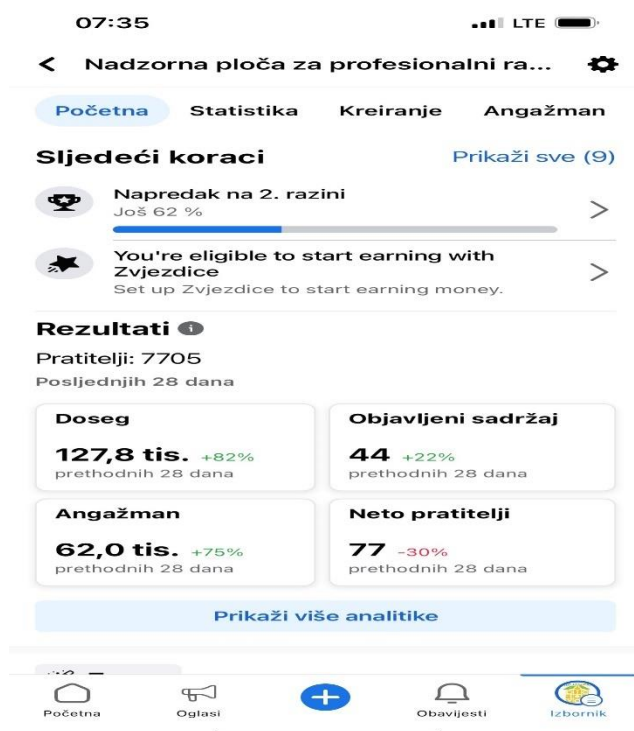 07:35
LTE
Nadzorna ploča za profesionalni ra...
Početna Statistika Kreiranje Angažman
Sljedeći koraci Prikaži sve (9)
Napredak na 2. razini
Još 62 %
You're eligible to start earning with
Zvjezdice
Set up Zvjezdice to start earning money.
Rezultati
Pratitelji: 7705
Posljednjih 28 dana
Doseg
127,8 tis. +82%
prethodnih 28 dana
Objavljeni sadržaj
44 +22%
prethodnih 28 dana
Angažman
62,0 tis. +75%
prethodnih 28 dana
Neto pratitelji
77 -30%
prethodnih 28 dana
Prikaži više analitike
Početna
Oglasi
Obavijesti
Izbornik